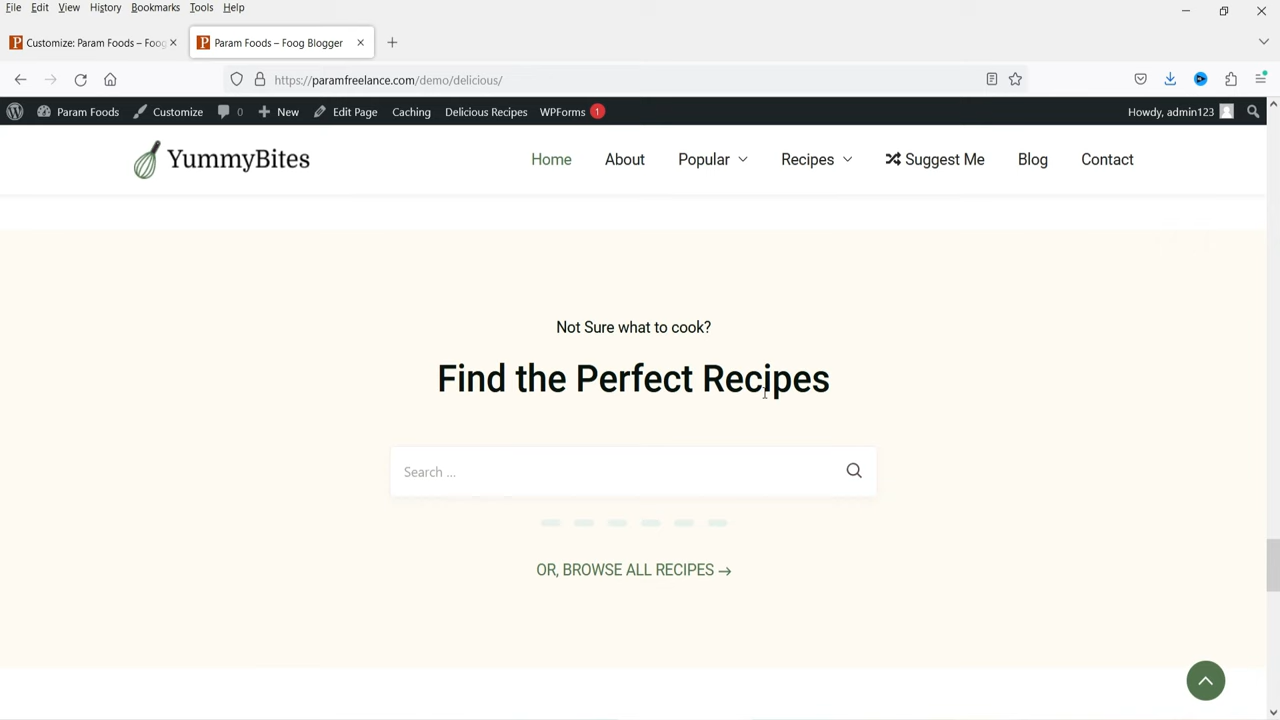 File Edit View History Bookmarks Tools Help
Customize: Param Foods – Foog
Param Foods – Foog Blogger
https://paramfreelance.com/demo/delicious/
Param Foods Customize 0 New Edit Page Caching Delicious Recipes WPForms 1 Howdy, admin123
YummyBites Home About Popular Recipes Suggest Me Blog Contact
Not Sure what to cook?
Find the Perfect Recipes
Search ...
OR, BROWSE ALL RECIPES →